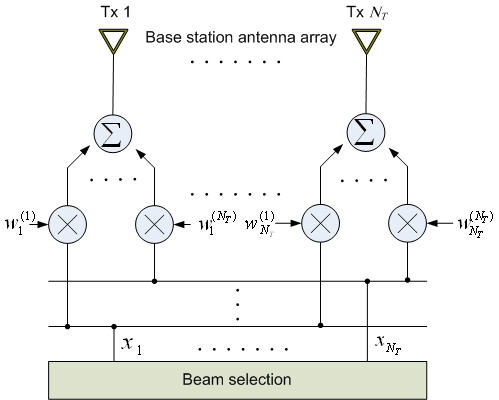 Tx 1
Tx N_T
Base station antenna array
. . . . . . .
Σ
Σ
. . . .
. . . . . . .
. . . .
w_1^{(1)}
w_1^{(N_T)}
w_{N_T}^{(1)}
w_{N_T}^{(N_T)}
x_1
. . . . . . .
x_{N_T}
Beam selection